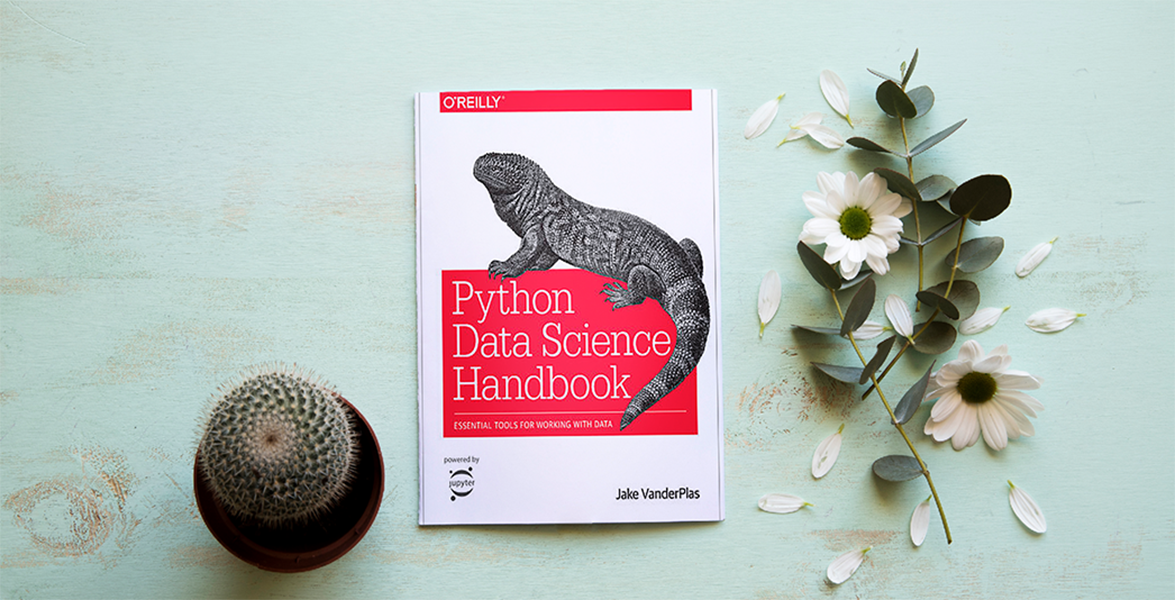 O'REILLY®
Python
Data Science
Handbook
ESSENTIAL TOOLS FOR WORKING WITH DATA
powered by
jupyter
Jake VanderPlas